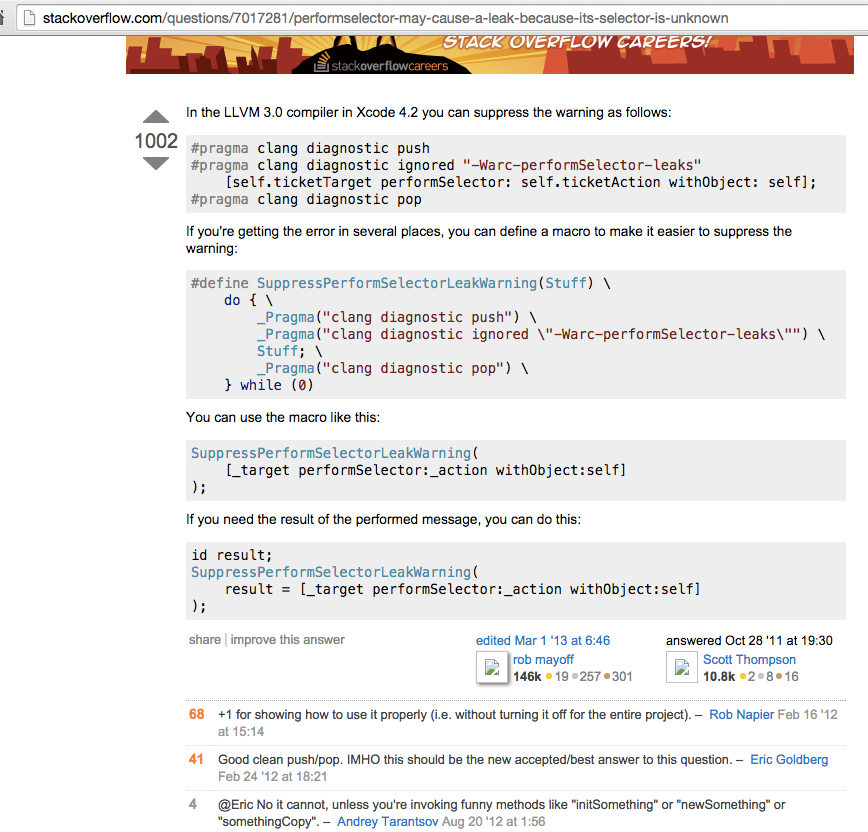 stackoverflow.com/questions/7017281/performselector-may-cause-a-leak-because-its-selector-is-unknown
STACK OVERFLOW CAREERS!
stackoverflowcareers
In the LLVM 3.0 compiler in Xcode 4.2 you can suppress the warning as follows:
1002
#pragma clang diagnostic push
#pragma clang diagnostic ignored "-Warc-performSelector-leaks"
    [self.ticketTarget performSelector: self.ticketAction withObject: self];
#pragma clang diagnostic pop
If you're getting the error in several places, you can define a macro to make it easier to suppress the
warning:
#define SuppressPerformSelectorLeakWarning(Stuff) \
    do { \
        _Pragma("clang diagnostic push") \
        _Pragma("clang diagnostic ignored \"-Warc-performSelector-leaks\"") \
        Stuff; \
        _Pragma("clang diagnostic pop") \
    } while (0)
You can use the macro like this:
SuppressPerformSelectorLeakWarning(
    [_target performSelector:_action withObject:self]
);
If you need the result of the performed message, you can do this:
id result;
SuppressPerformSelectorLeakWarning(
    result = [_target performSelector:_action withObject:self]
);
share | improve this answer
edited Mar 1 '13 at 6:46
rob mayoff
146k ●19 ●257 ●301
answered Oct 28 '11 at 19:30
Scott Thompson
10.8k ●2 ●8 ●16
68 +1 for showing how to use it properly (i.e. without turning it off for the entire project). – Rob Napier Feb 16 '12
at 15:14
41 Good clean push/pop. IMHO this should be the new accepted/best answer to this question. – Eric Goldberg
Feb 24 '12 at 18:21
4 @Eric No it cannot, unless you're invoking funny methods like "initSomething" or "newSomething" or
"somethingCopy". – Andrey Tarantsov Aug 20 '12 at 1:56